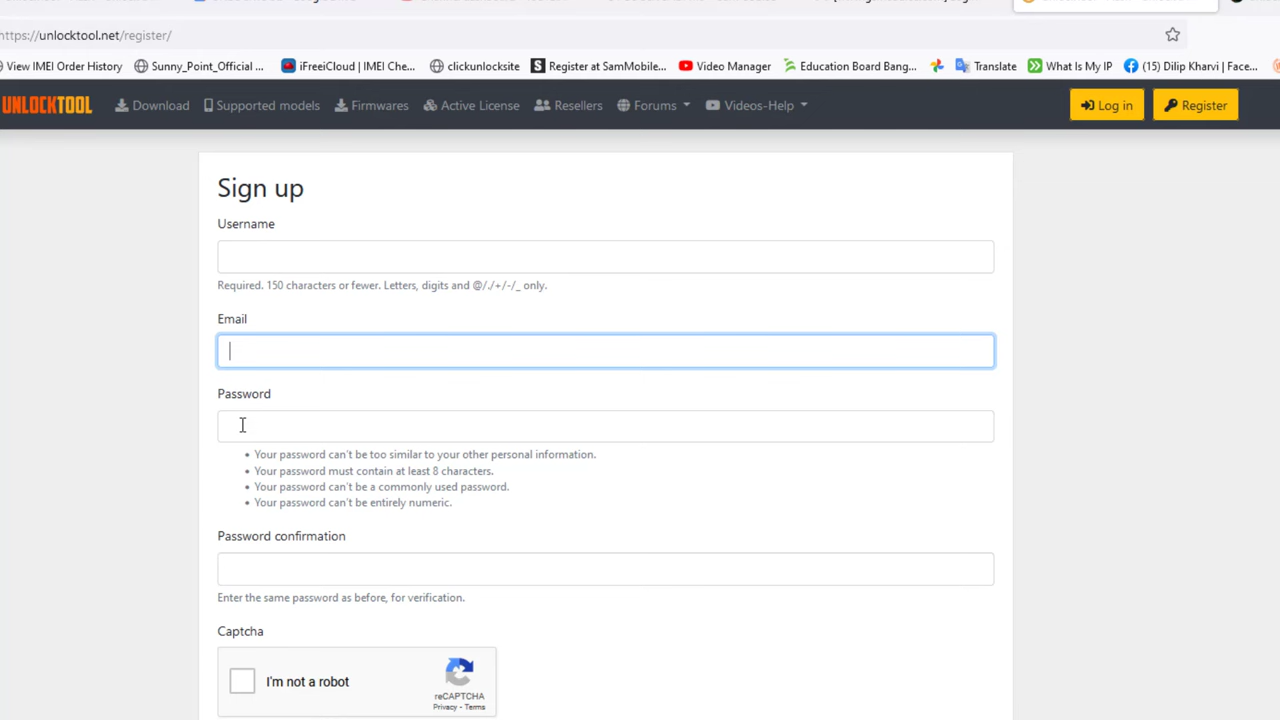 https://unlocktool.net/register/
View IMEI Order History Sunny_Point_Official ... iFreeiCloud | IMEI Che... clickunlocksite Register at SamMobile... Video Manager Education Board Bang... Translate What Is My IP (15) Dilip Kharvi | Face...
UNLOCKTOOL Download Supported models Firmwares Active License Resellers Forums Videos-Help Log in Register
Sign up
Username
Required. 150 characters or fewer. Letters, digits and @/./+/-/_ only.
Email
Password
• Your password can't be too similar to your other personal information.
• Your password must contain at least 8 characters.
• Your password can't be a commonly used password.
• Your password can't be entirely numeric.
Password confirmation
Enter the same password as before, for verification.
Captcha
I'm not a robot
reCAPTCHA
Privacy - Terms